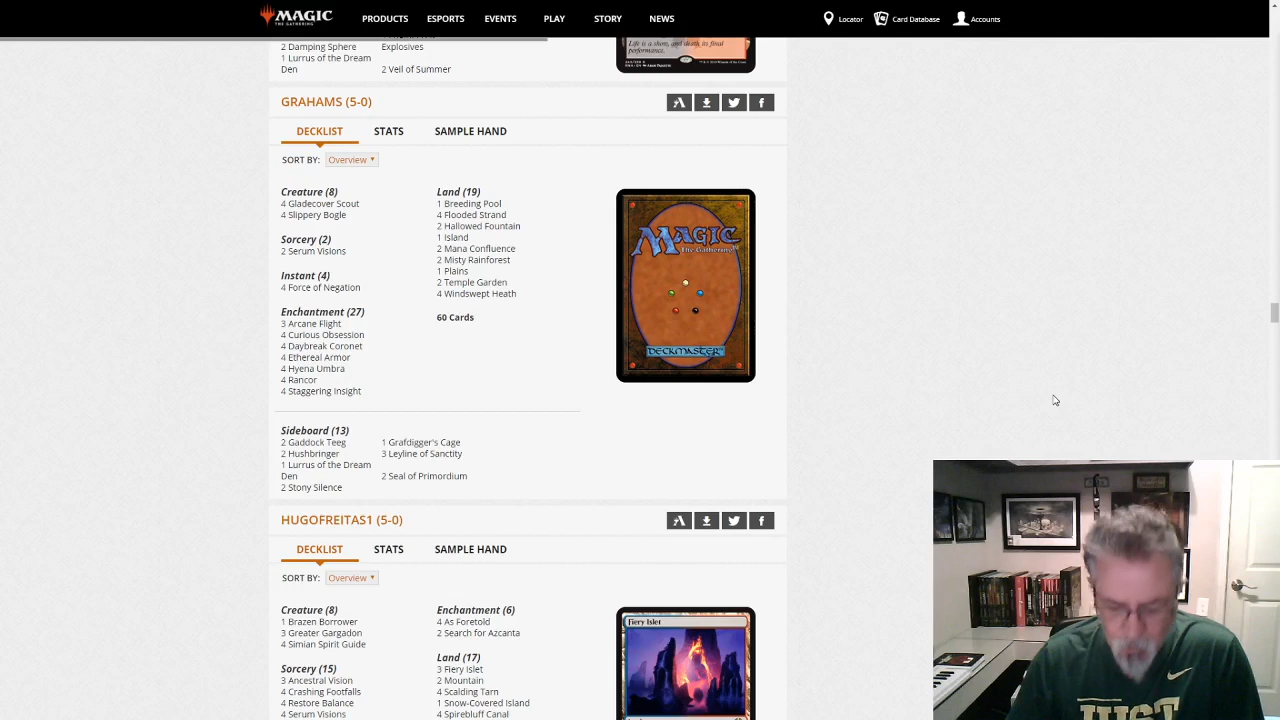 MAGIC
THE GATHERING
PRODUCTS
ESPORTS
EVENTS
PLAY
STORY
NEWS
Locator
Card Database
Accounts
2 Damping Sphere
1 Lurrus of the Dream
Den
Explosives
2 Veil of Summer
Life is a show, and death its final
performance.
GRAHAMS (5-0)
DECKLIST
STATS
SAMPLE HAND
SORT BY:
Overview
Creature (8)
4 Gladecover Scout
4 Slippery Bogle
Sorcery (2)
2 Serum Visions
Instant (4)
4 Force of Negation
Enchantment (27)
3 Arcane Flight
4 Curious Obsession
4 Daybreak Coronet
4 Ethereal Armor
4 Hyena Umbra
4 Rancor
4 Staggering Insight
Land (19)
1 Breeding Pool
4 Flooded Strand
2 Hallowed Fountain
1 Island
2 Mana Confluence
2 Misty Rainforest
1 Plains
2 Temple Garden
4 Windswept Heath
60 Cards
MAGIC
The Gathering
DECKMASTER
Sideboard (13)
2 Gaddock Teeg
2 Hushbringer
1 Lurrus of the Dream
Den
2 Stony Silence
1 Grafdigger's Cage
3 Leyline of Sanctity
2 Seal of Primordium
HUGOFREITAS1 (5-0)
DECKLIST
STATS
SAMPLE HAND
SORT BY:
Overview
Creature (8)
1 Brazen Borrower
3 Greater Gargadon
4 Simian Spirit Guide
Sorcery (15)
3 Ancestral Vision
4 Crashing Footfalls
4 Restore Balance
4 Serum Visions
Enchantment (6)
4 As Foretold
2 Search for Azcanta
Land (17)
3 Fiery Islet
2 Mountain
4 Scalding Tarn
1 Snow-Covered Island
4 Spirebluff Canal
Fiery Islet
JUST